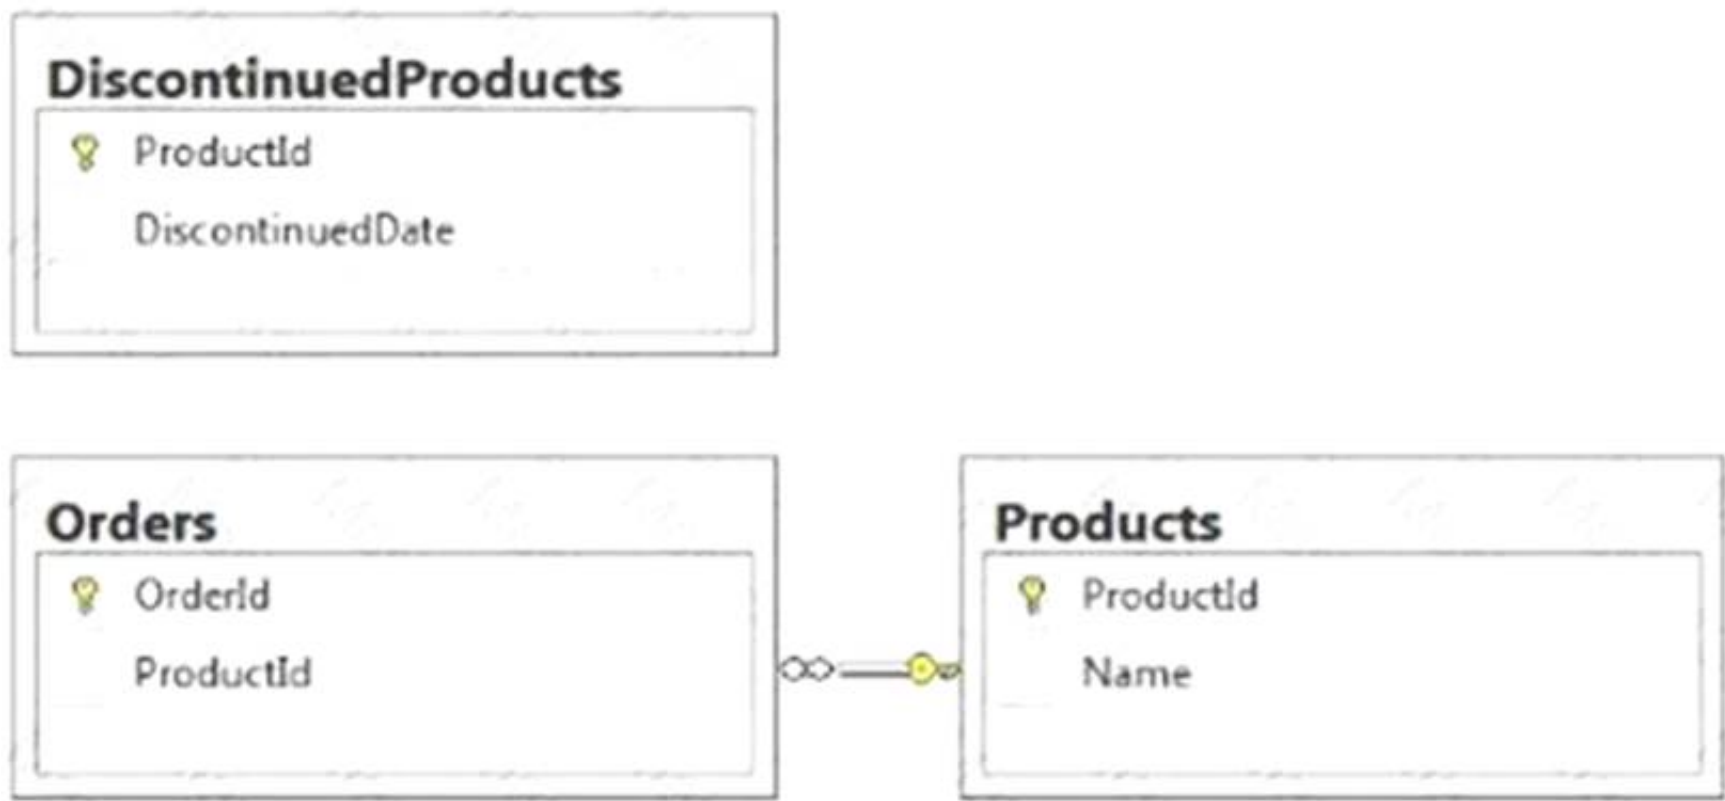 DiscontinuedProducts
ProductId
DiscontinuedDate
Orders
OrderId
ProductId
Products
ProductId
Name